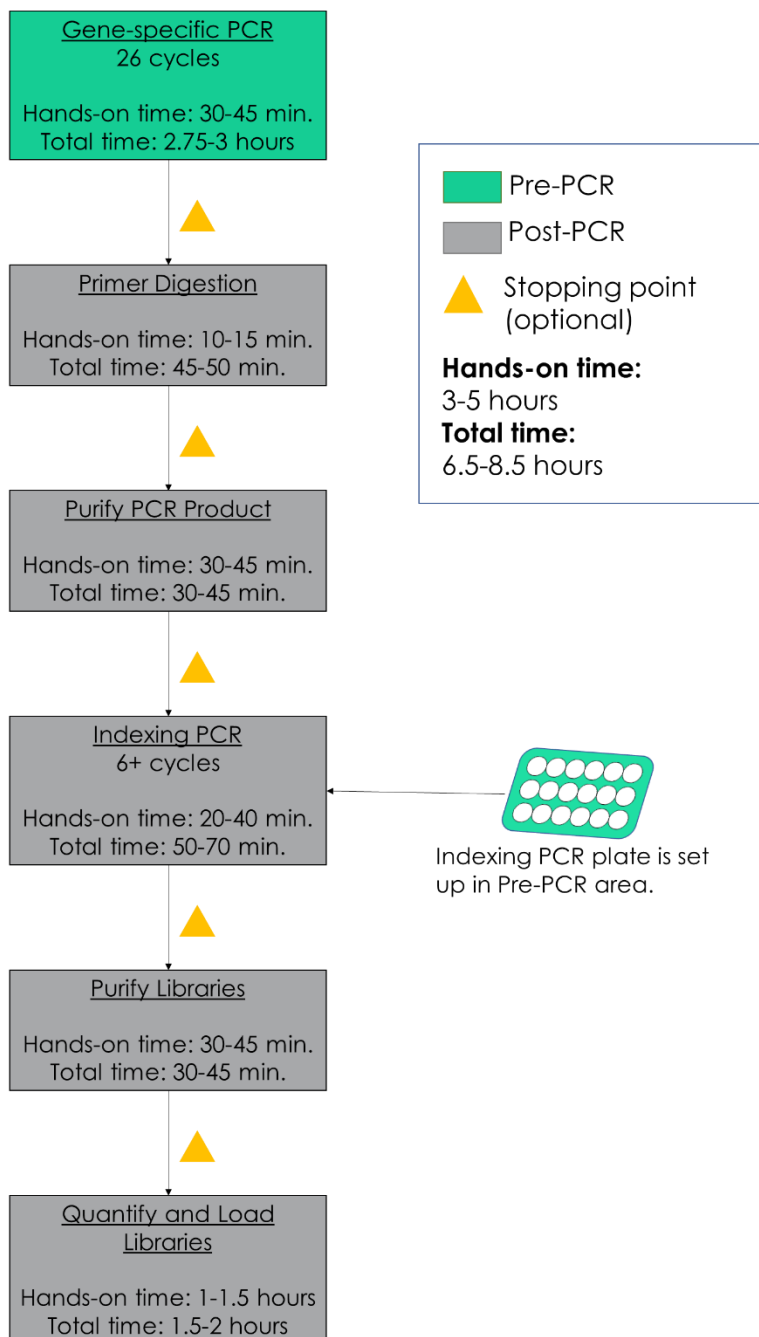 Gene-specific PCR
26 cycles
Hands-on time: 30-45 min.
Total time: 2.75-3 hours
Primer Digestion
Hands-on time: 10-15 min.
Total time: 45-50 min.
Purify PCR Product
Hands-on time: 30-45 min.
Total time: 30-45 min.
Indexing PCR
6+ cycles
Hands-on time: 20-40 min.
Total time: 50-70 min.
Purify Libraries
Hands-on time: 30-45 min.
Total time: 30-45 min.
Quantify and Load
Libraries
Hands-on time: 1-1.5 hours
Total time: 1.5-2 hours
Pre-PCR
Post-PCR
Stopping point
(optional)
Hands-on time:
3-5 hours
Total time:
6.5-8.5 hours
Indexing PCR plate is set
up in Pre-PCR area.